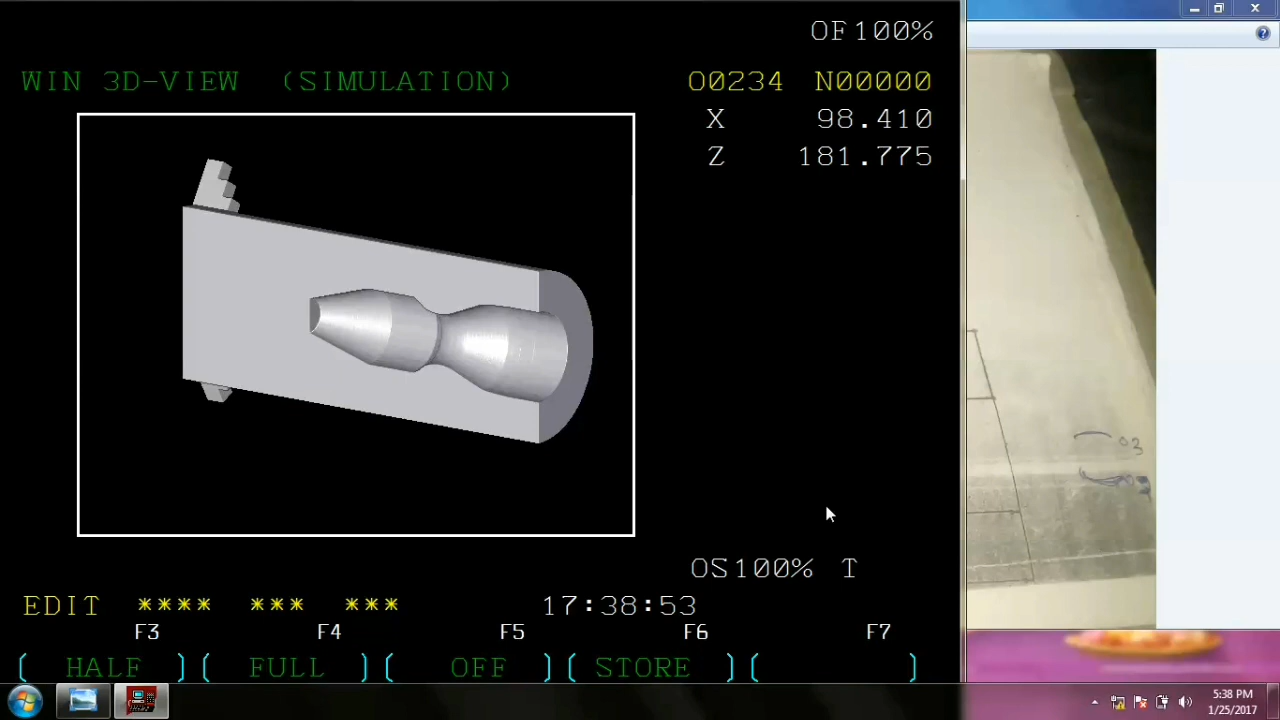 OF100%
WIN 3D-VIEW (SIMULATION)
O0234 N00000
X 98.410
Z 181.775
OS100% T
EDIT **** *** *** 17:38:53
F3 F4 F5 F6 F7
( HALF ) ( FULL ) ( OFF ) ( STORE ) ( )
5:38 PM
1/25/2017